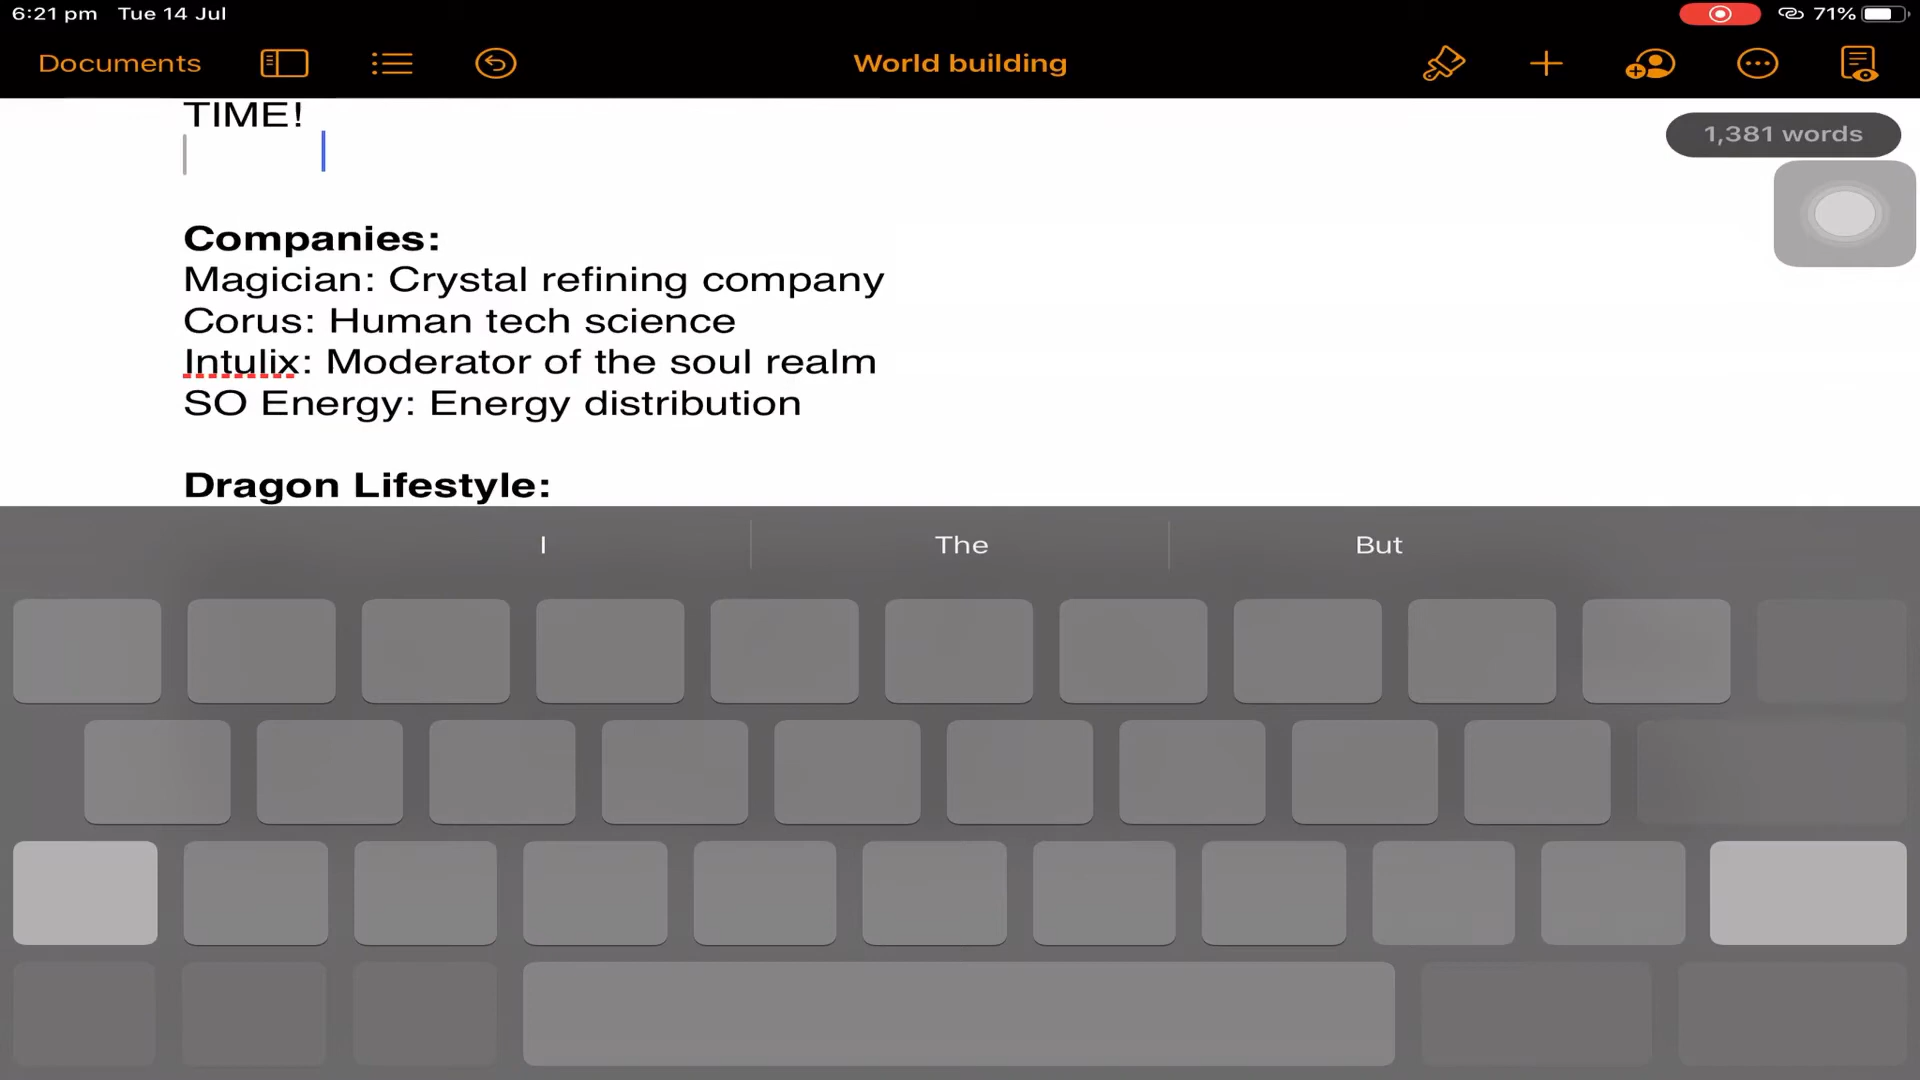 6:21 pm Tue 14 Jul
71%
Documents
World building
TIME!
1,381 words
Companies:
Magician: Crystal refining company
Corus: Human tech science
Intulix: Moderator of the soul realm
SO Energy: Energy distribution
Dragon Lifestyle:
I The But